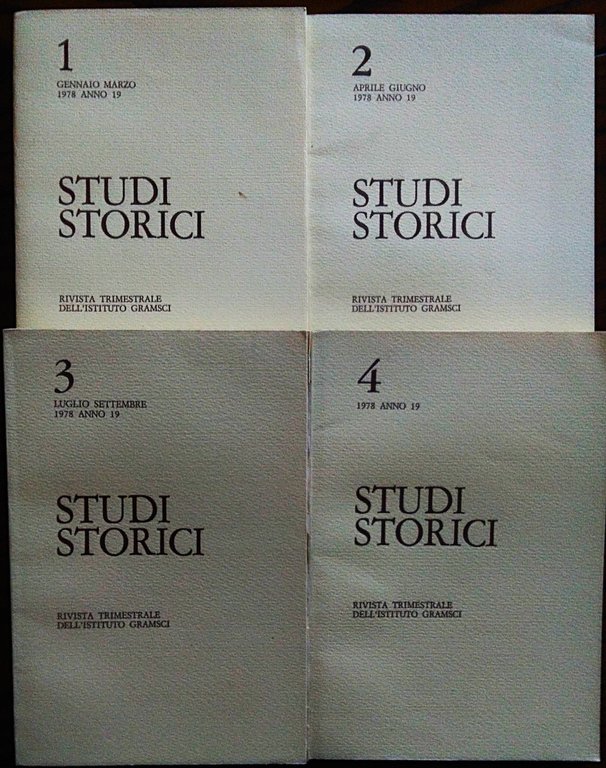 1
GENNAIO MARZO
1978 ANNO 19
STUDI
STORICI
RIVISTA TRIMESTRALE
DELL'ISTITUTO GRAMSCI
2
APRILE GIUGNO
1978 ANNO 19
STUDI
STORICI
RIVISTA TRIMESTRALE
DELL'ISTITUTO GRAMSCI
3
LUGLIO SETTEMBRE
1978 ANNO 19
STUDI
STORICI
RIVISTA TRIMESTRALE
DELL'ISTITUTO GRAMSCI
4
1978 ANNO 19
STUDI
STORICI
RIVISTA TRIMESTRALE
DELL'ISTITUTO GRAMSCI